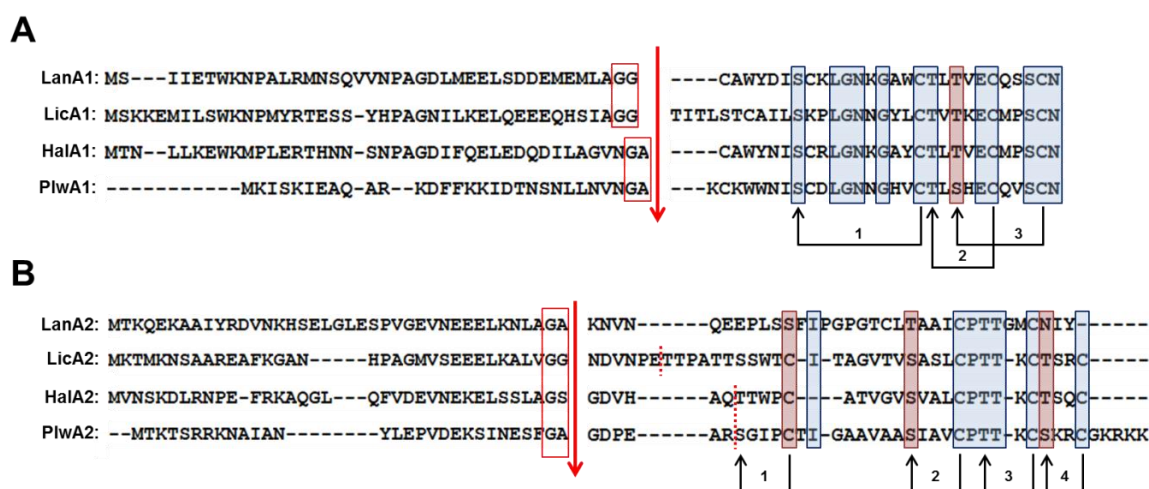 A
LanA1: MS---IIETWKNPALRMNSQVVNPAGDLMEELSDDEMEMLAGG ----CAWYDISCKLGNKGAWCTLTVECQSSCN
LicA1: MSKKEMILSWKNPMYRTESS-YHPAGNILKELQEEEQHSIAGG TITLSTCAILSKPLGNNGYLCTVTKECMPSCN
HalA1: MTN--LLKEWKMPLERTHNN-SNPAGDIFQELEDQDILAGVNGA ----CAWYNISCRLGNKGAYCTLTVECMPSCN
PlwA1: -----------MKISKIEAQ-AR--KDFFKKIDTNSNLLNVNGA ---KCKWWNISCDLGNNGHVCTLSHECQVSCN
1 2 3
B
LanA2: MTKQEKAAIYRDVNKHSELGLESPVGEVNEEELKNLAGA KNVN------QEEPLSSFIPGPGTCLTAAICPTTGMCNIY------
LicA2: MKTMKNSAAREAFKGAN-----HPAGMVSEEELKALVGG NDVNPETTPATTSSWTC-I-TAGVTVSASLCPTT-KCTSRC-----
HalA2: MVNSKDLRNPE-FRKAQGL---QFVDEVNEKELSSLAGS GDVH------AQTTWPC----ATVGVSVALCPTT-KCTSQC-----
PlwA2: --MTKTSRRKNAIAN--------YLEPVDEKSINESFGA GDPE------ARSGIPCTIGAAVAASIAVCPTT-KCSKRCGKRKK
1 2 3 4